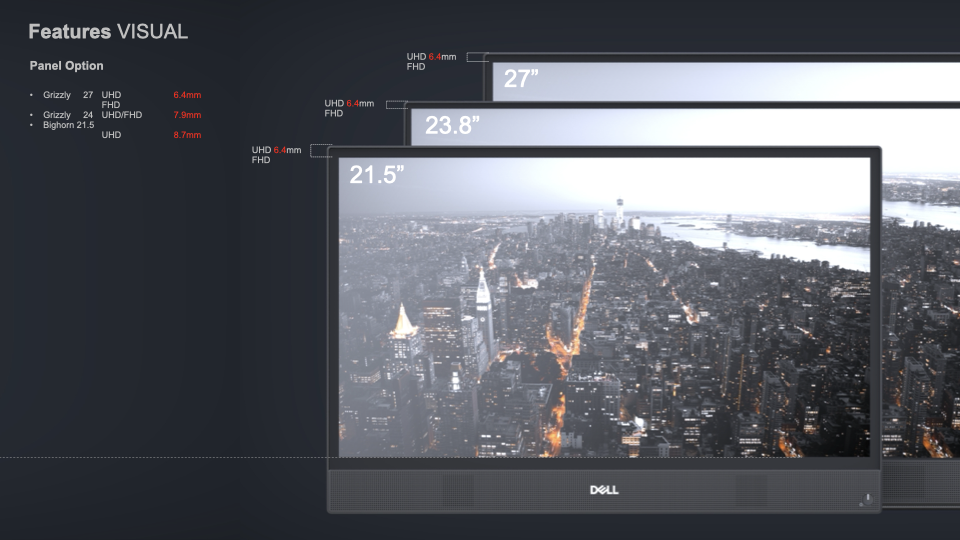 Features VISUAL
Panel Option
• Grizzly 27 UHD 6.4mm
FHD
• Grizzly 24 UHD/FHD 7.9mm
• Bighorn 21.5
UHD 8.7mm
UHD 6.4mm
FHD
27”
UHD 6.4mm
FHD
23.8”
UHD 6.4mm
FHD
21.5”
DELL